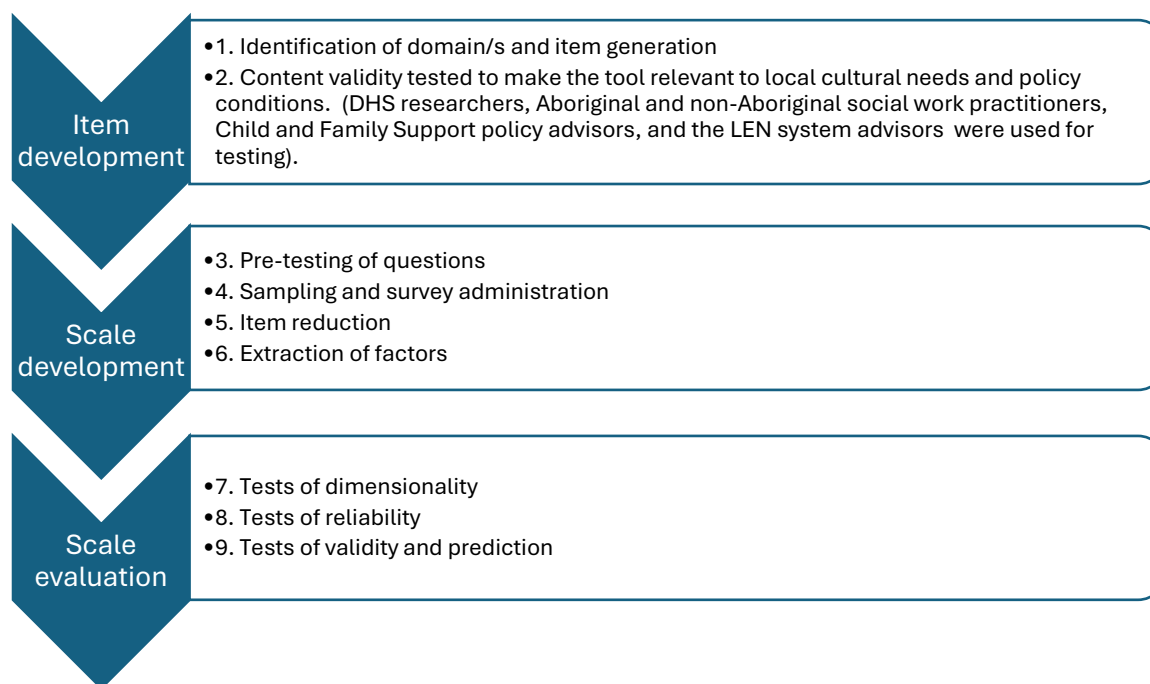 Item
development
•1. Identification of domain/s and item generation
•2. Content validity tested to make the tool relevant to local cultural needs and policy
conditions.  (DHS researchers, Aboriginal and non-Aboriginal social work practitioners,
Child and Family Support policy advisors, and the LEN system advisors  were used for
testing).
Scale
development
•3. Pre-testing of questions
•4. Sampling and survey administration
•5. Item reduction
•6. Extraction of factors
Scale
evaluation
•7. Tests of dimensionality
•8. Tests of reliability
•9. Tests of validity and prediction